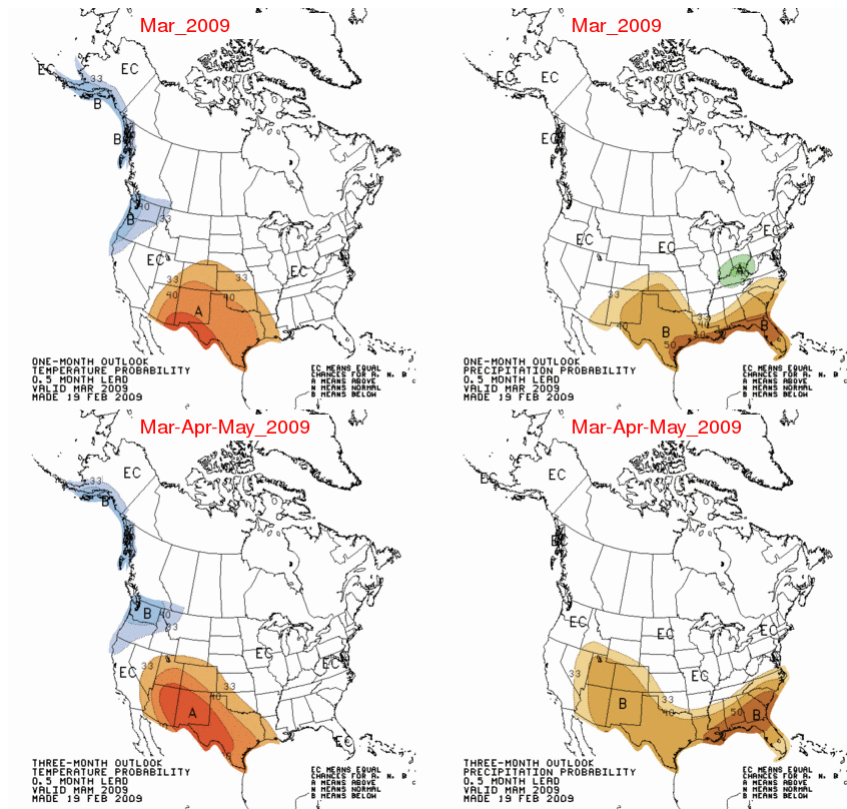 Mar_2009
EC
33
EC
B
B
40
B
33
EC
33
33
EC
40
40
A
ONE-MONTH OUTLOOK
TEMPERATURE PROBABILITY
0.5 MONTH LEAD
VALID MAR 2009
MADE 19 FEB 2009
EC MEANS EQUAL
CHANCES FOR A, N, B
A MEANS ABOVE
N MEANS NORMAL
B MEANS BELOW
Mar_2009
EC
EC
EC
EC
EC
EC
A
33
33
40
40
B
50
B
ONE-MONTH OUTLOOK
PRECIPITATION PROBABILITY
0.5 MONTH LEAD
VALID MAR 2009
MADE 19 FEB 2009
EC MEANS EQUAL
CHANCES FOR A, N, B
A MEANS ABOVE
N MEANS NORMAL
B MEANS BELOW
Mar-Apr-May_2009
33
EC
B
B
40
33
EC
EC
33
EC
33
40
A
EC
THREE-MONTH OUTLOOK
TEMPERATURE PROBABILITY
0.5 MONTH LEAD
VALID MAM 2009
MADE 19 FEB 2009
EC MEANS EQUAL
CHANCES FOR A, N, B
A MEANS ABOVE
N MEANS NORMAL
B MEANS BELOW
Mar-Apr-May_2009
EC
EC
EC
EC
EC
EC
33
EC
33
40
B
50
B
THREE-MONTH OUTLOOK
PRECIPITATION PROBABILITY
0.5 MONTH LEAD
VALID MAM 2009
MADE 19 FEB 2009
EC MEANS EQUAL
CHANCES FOR A, N, B
A MEANS ABOVE
N MEANS NORMAL
B MEANS BELOW